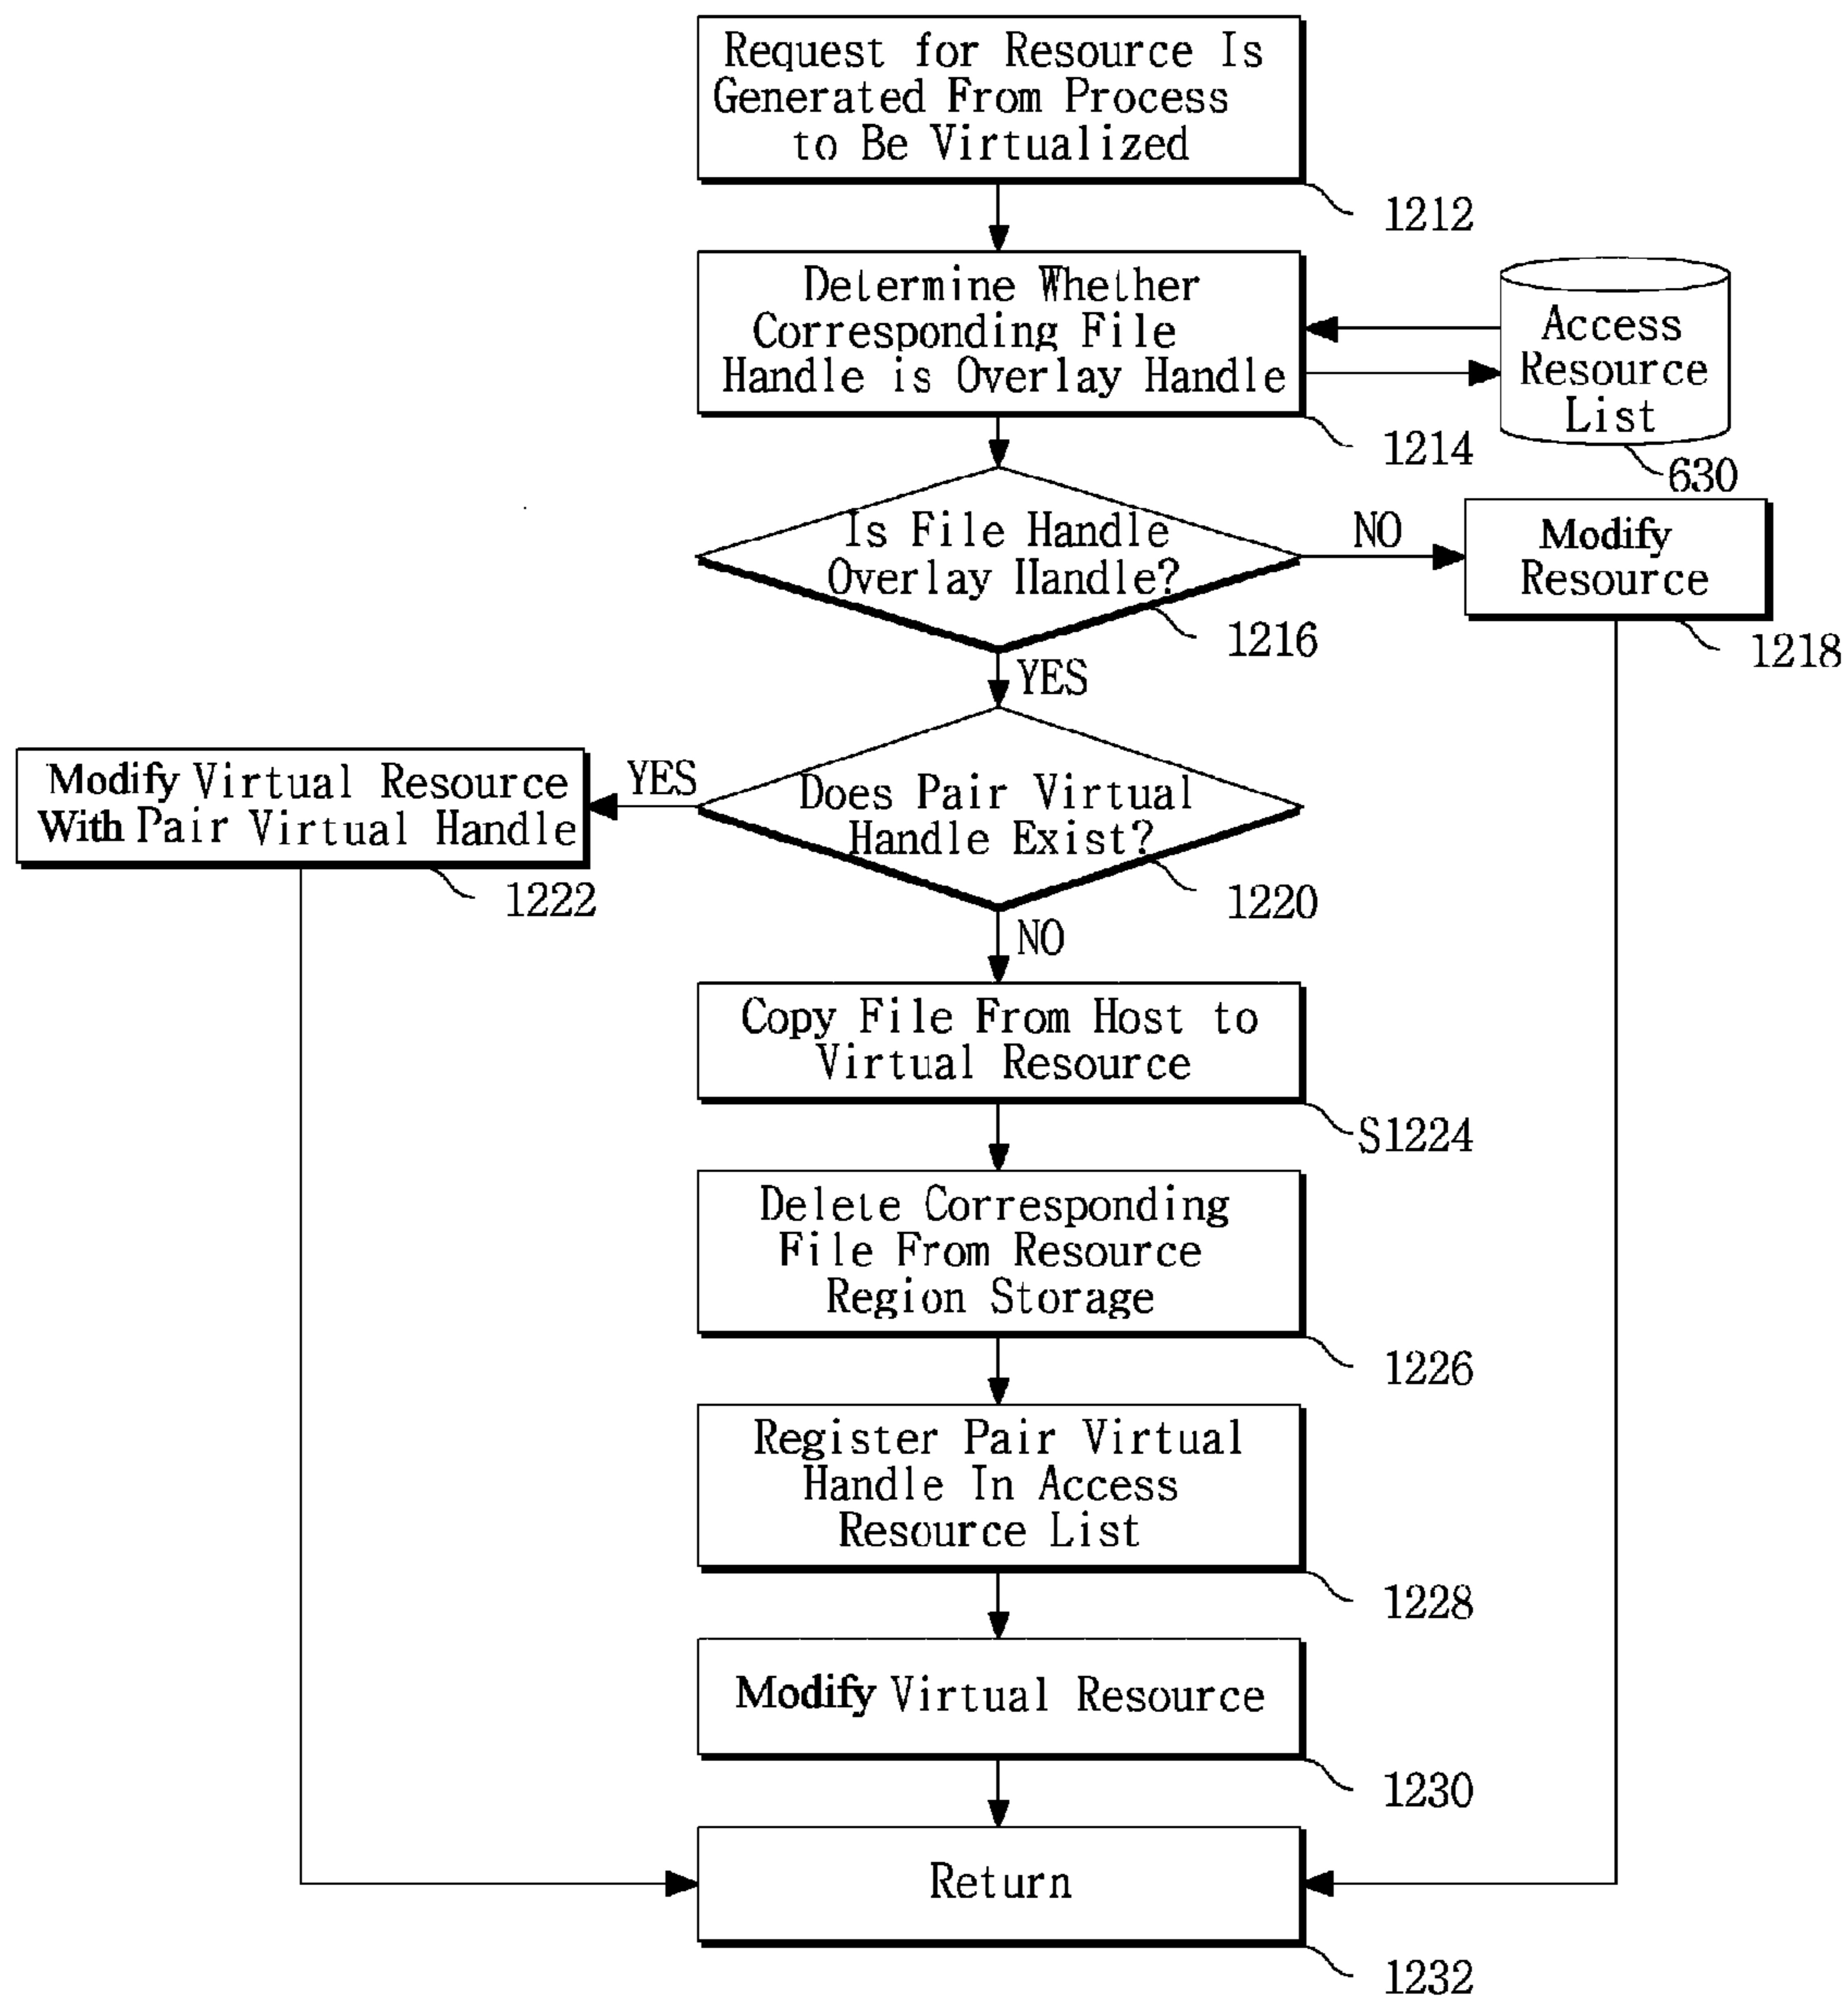 Request for Resource Is
Generated From Process
to Be Virtualized
1212
Determine Whether
Corresponding File
Handle is Overlay Handle
1214
Access
Resource
List
630
Is File Handle
Overlay Handle?
1216
NO
Modify
Resource
1218
YES
Does Pair Virtual
Handle Exist?
1220
YES
Modify Virtual Resource
With Pair Virtual Handle
1222
NO
Copy File From Host to
Virtual Resource
S1224
Delete Corresponding
File From Resource
Region Storage
1226
Register Pair Virtual
Handle In Access
Resource List
1228
Modify Virtual Resource
1230
Return
1232